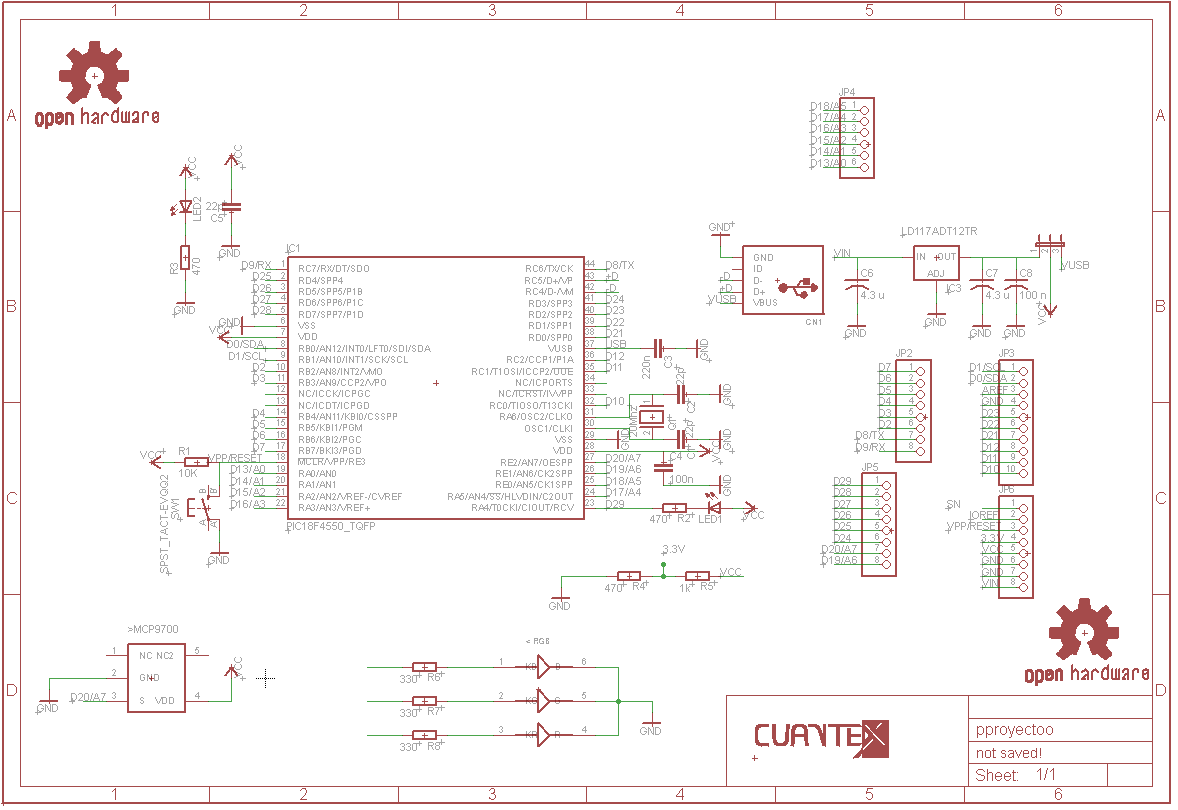 1 2 3 4 5 6
A A
open hardware
JP4
D18/A5 1
D17/A4 2
D16/A3 3
D15/A2 4
D14/A1 5
D13/A0 6
VCC
VCC
LED2
22p
C5
GND
R3
470
GND
IC1
D9/RX 1 RC7/RX/DT/SDO
D25 2 RD4/SPP4
D26 3 RD5/SPP5/P1B
D27 4 RD6/SPP6/P1C
D28 5 RD7/SPP7/P1D
GND 6 VSS
VCC 7 VDD
D0/SDA 8 RB0/AN12/INT0/LFT0/SDI/SDA
D1/SCL 9 RB1/AN10/INT1/SCK/SCL
D2 10 RB2/AN8/INT2/VMO
D3 11 RB3/AN9/CCP2/VPO
12 NC/ICCK/ICPGC
13 NC/ICDT/ICPGD
D4 14 RB4/AN11/KBI0/CSSPP
D5 15 RB5/KBI1/PGM
D6 16 RB6/KBI2/PGC
D7 17 RB7/KBI3/PGD
VPP/RESET 18 MCLR/VPP/RE3
D13/A0 19 RA0/AN0
D14/A1 20 RA1/AN1
D15/A2 21 RA2/AN2/VREF-/CVREF
D16/A3 22 RA3/AN3/VREF+
RC6/TX/CK 44 D8/TX
RC5/D+/VP 43 +D
RC4/D-/VM 42 -D
RD3/SPP3 41 D24
RD2/SPP2 40 D23
RD1/SPP1 39 D22
RD0/SPP0 38 D21
VUSB 37 USB
RC2/CCP1/P1A 36 D12
RC1/T1OSI/ICCP2/UUE 35 D11
NC/ICPORTS 34
NC/ICRST/IVVPP 33
RC0/T1OSO/T13CKI 32 D10
RA6/OSC2/CLKO 31
OSC1/CLKI 30
VSS 29 GND
VDD 28 VCC
RE2/AN7/OESPP 27 D20/A7
RE1/AN6/CK2SPP 26 D19/A6
RE0/AN5/CK1SPP 25 D18/A5
RA5/AN4/SS/HLVDIN/C2OUT 24 D17/A4
RA4/T0CKI/C1OUT/RCV 23 D29
PIC18F4550_TQFP
220n
C3
GND
22p
C2
GND
20Mhz
Q1
1
2
22p
C1
GND
C4
100n
GND
470 R2 LED1 VCC
VCC
R1
10K
SPST_TACT-EVQQ2
SW1
GND
GND
GND
ID
D-
D+
VBUS
-D
+D
VUSB
CN1
LD117ADT12TR
VIN
IN OUT
ADJ
IC3
C6
4.3 u
GND
GND
C7
4.3 u
GND
C8
100 n
GND
1 2 3
VUSB
VCC
B B
JP2
D7 1
D6 2
D5 3
D4 4
D3 5
D2 6
D8/TX 7
D9/RX 8
JP3
D1/SCL 1
D0/SDA 2
AREF 3
GND 4
D23 5
D22 6
D21 7
D12 8
D11 9
D10 10
JP5
D29 1
D28 2
D27 3
D26 4
D25 5
D24 6
D20/A7 7
D19/A6 8
JP6
SN 1
IOREF 2
VPP/RESET 3
3.3V 4
VCC 5
GND 6
GND 7
VIN 8
C C
3.3V
470 R4
1k R5
VCC
GND
>MCP9700
1 NC NC2 5
2 GND
D20/A7 3 S VDD 4
GND
VCC
< RGB
330 R6 1 6
330 R7 2 5
330 R8 3 4
GND
open hardware
D D
CUANTEX
pproyectoo
not saved!
Sheet: 1/1
1 2 3 4 5 6